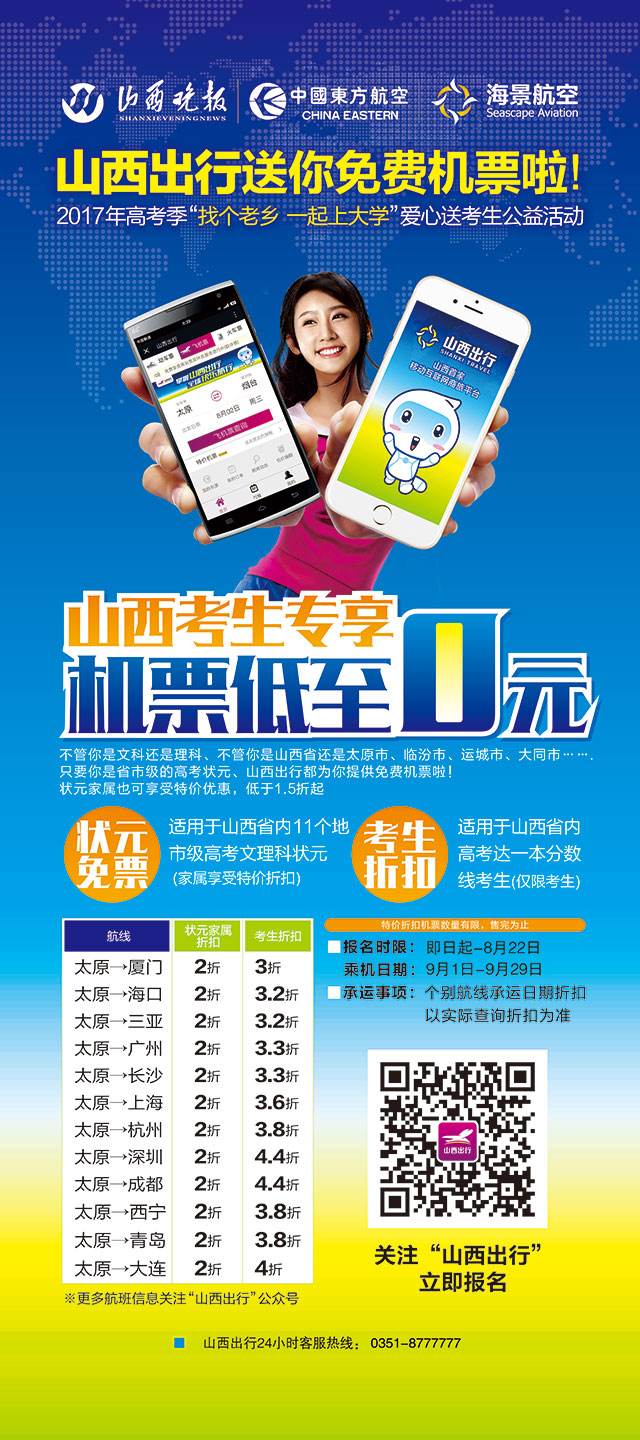 山西晚报
SHANXIEVENINGNEWS
中國東方航空
CHINA EASTERN
海景航空
Seascape Aviation
山西出行送你免费机票啦!
2017年高考季“找个老乡 一起上大学”爱心送考生公益活动
山西出行
飞机票
火车票
太原
烟台
8月02日
周三
飞机票查询
特价机票
山西出行
SHANXI TRAVEL
山西首家
移动互联网商旅平台
山西考生专享
机票低至0元
不管你是文科还是理科、不管你是山西省还是太原市、临汾市、运城市、大同市……,
只要你是省市级的高考状元、山西出行都为你提供免费机票啦!
状元家属也可享受特价优惠，低于1.5折起
状元
免票
适用于山西省内11个地
市级高考文理科状元
(家属享受特价折扣)
考生
折扣
适用于山西省内
高考达一本分数
线考生(仅限考生)
航线 状元家属折扣 考生折扣
太原→厦门 2折 3折
太原→海口 2折 3.2折
太原→三亚 2折 3.2折
太原→广州 2折 3.3折
太原→长沙 2折 3.3折
太原→上海 2折 3.6折
太原→杭州 2折 3.8折
太原→深圳 2折 4.4折
太原→成都 2折 4.4折
太原→西宁 2折 3.8折
太原→青岛 2折 3.8折
太原→大连 2折 4折
※更多航班信息关注“山西出行”公众号
特价折扣机票数量有限，售完为止
报名时限： 即日起-8月22日
乘机日期： 9月1日-9月29日
承运事项： 个别航线承运日期折扣
以实际查询折扣为准
山西出行
关注“山西出行”
立即报名
山西出行24小时客服热线： 0351-8777777